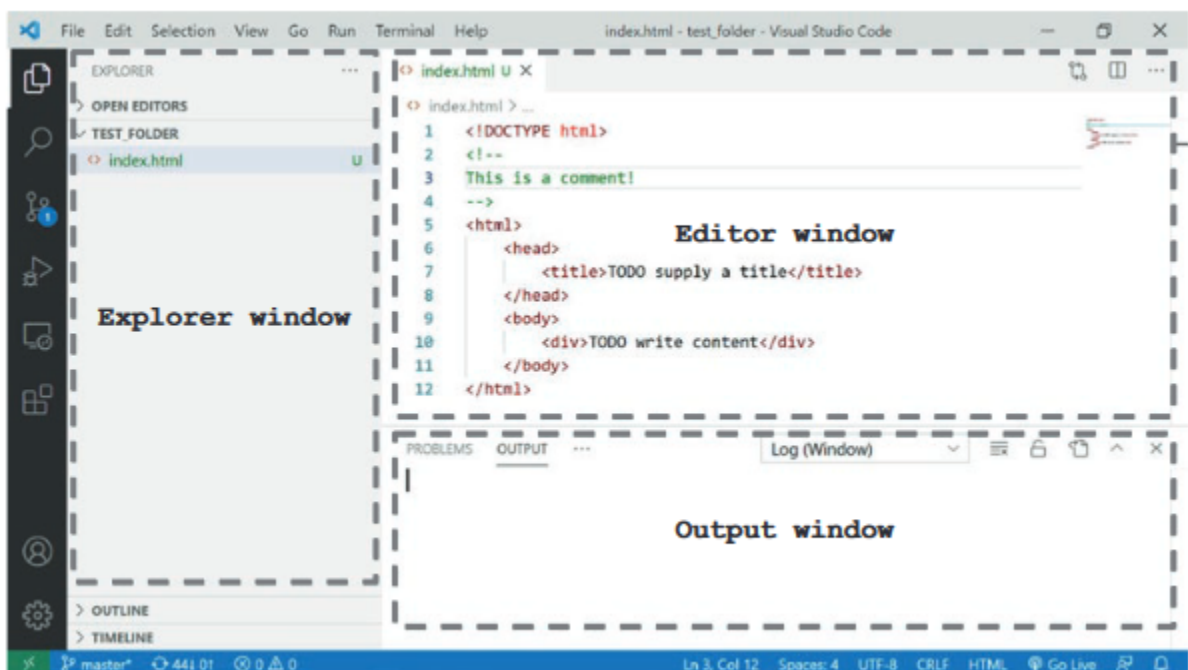 File Edit Selection View Go Run Terminal Help index.html - test_folder - Visual Studio Code
EXPLORER
OPEN EDITORS
TEST_FOLDER
index.html U
Explorer window
OUTLINE
TIMELINE
index.html U
index.html > ...
1 <!DOCTYPE html>
2 <!--
3 This is a comment!
4 -->
5 <html>
6 <head>
7 <title>TODO supply a title</title>
8 </head>
9 <body>
10 <div>TODO write content</div>
11 </body>
12 </html>
Editor window
PROBLEMS OUTPUT ... Log (Window)
Output window
1
master* 0 0 Ln 3, Col 12 Spaces: 4 UTF-8 CRLF HTML Go Live